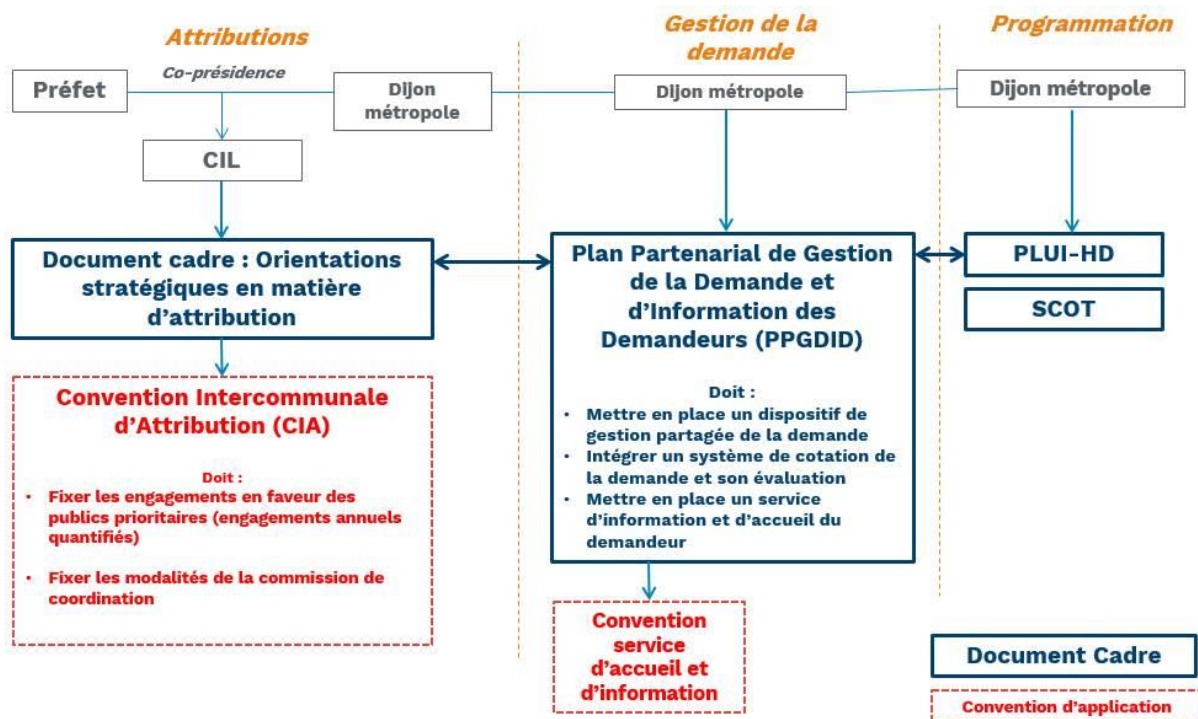 Attributions
Gestion de la
demande
Programmation
Préfet
Co-présidence
Dijon
métropole
Dijon métropole
Dijon métropole
CIL
Document cadre : Orientations
stratégiques en matière
d'attribution
Plan Partenarial de Gestion
de la Demande et
d'Information des
Demandeurs (PPGDID)
Doit :
• Mettre en place un dispositif de
gestion partagée de la demande
• Intégrer un système de cotation de
la demande et son évaluation
• Mettre en place un service
d'information et d'accueil du
demandeur
PLUI-HD
SCOT
Convention Intercommunale
d'Attribution (CIA)
Doit :
• Fixer les engagements en faveur des
publics prioritaires (engagements annuels
quantifiés)
• Fixer les modalités de la commission de
coordination
Convention
service
d'accueil et
d'information
Document Cadre
Convention d'application